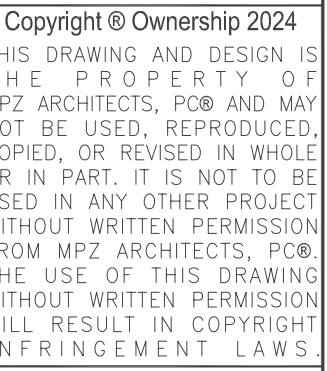 Copyright ® Ownership 2024
HIS DRAWING AND DESIGN IS
HE PROPERTY OF
PZ ARCHITECTS, PC® AND MAY
OT BE USED, REPRODUCED,
OPIED, OR REVISED IN WHOLE
R IN PART. IT IS NOT TO BE
SED IN ANY OTHER PROJECT
ITHOUT WRITTEN PERMISSION
ROM MPZ ARCHITECTS, PC®.
HE USE OF THIS DRAWING
ITHOUT WRITTEN PERMISSION
ILL RESULT IN COPYRIGHT
NFRINGEMENT LAWS.